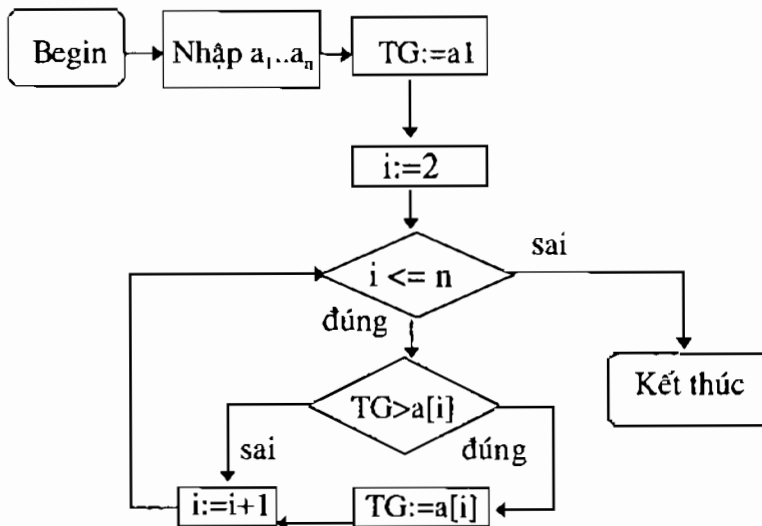 Begin
Nhập a₁..aₙ
TG:=a1
i:=2
i <= n
sai
đúng
Kết thúc
TG>a[i]
sai
đúng
i:=i+1
TG:=a[i]